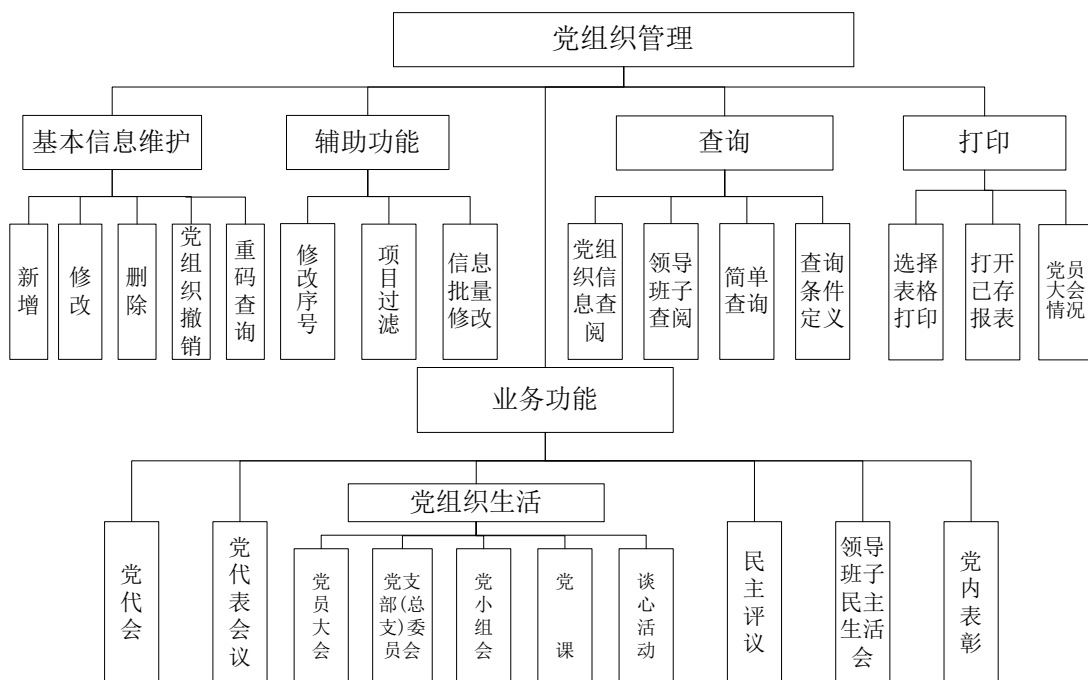 党组织管理
基本信息维护
辅助功能
查询
打印
新增
修改
删除
党组织撤销
重码查询
修改序号
项目过滤
信息
批量
修改
党组
织信
息查
阅
领导
班子
查阅
简单
查询
查询
条件
定义
选择
表格
打印
打开
已存
报表
党员
大会
情况
业务功能
党组织生活
党代会
党代表会议
党员大会
党支
部(总
支)委
员会
党小组会
党课
谈心活动
民主评议
领导
班子
民主
生活
会
党内表彰